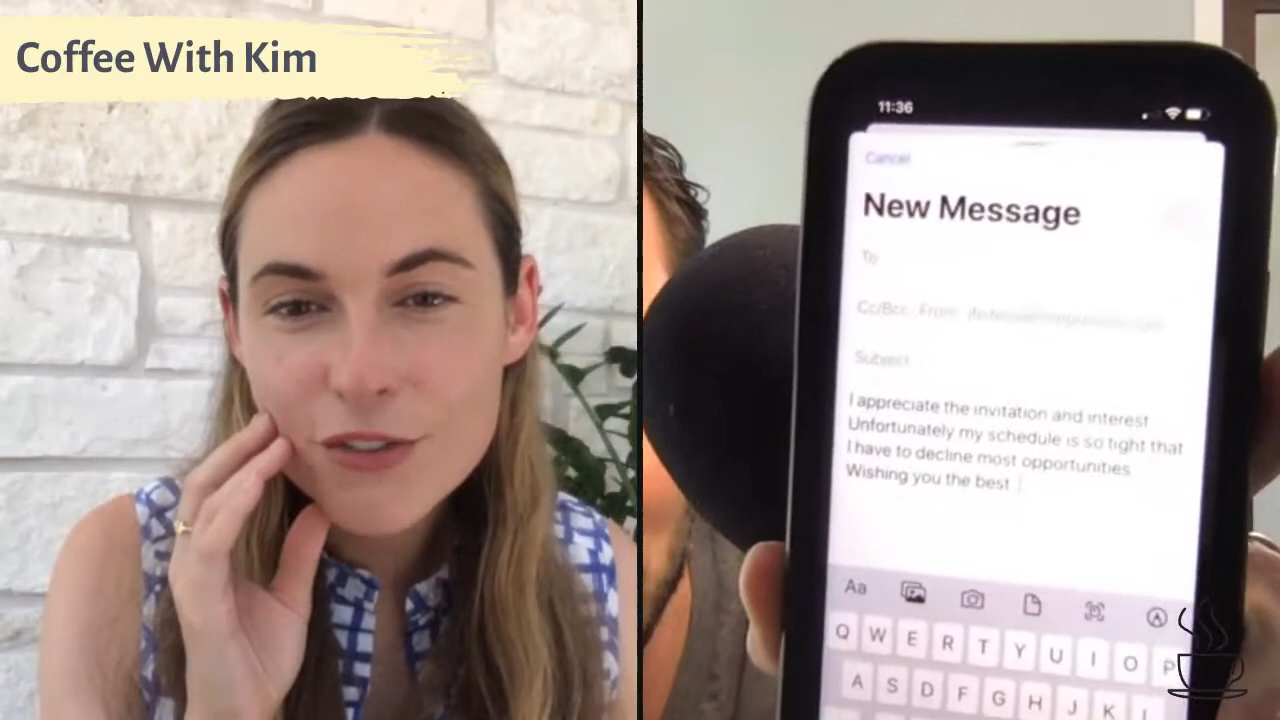 Coffee With Kim
11:36
Cancel
New Message
To
Cc/Bcc, From:
Subject:
I appreciate the invitation and interest
Unfortunately my schedule is so tight that
I have to decline most opportunities
Wishing you the best
Aa
Q W E R T Y U I O P
A S D F G H J K L